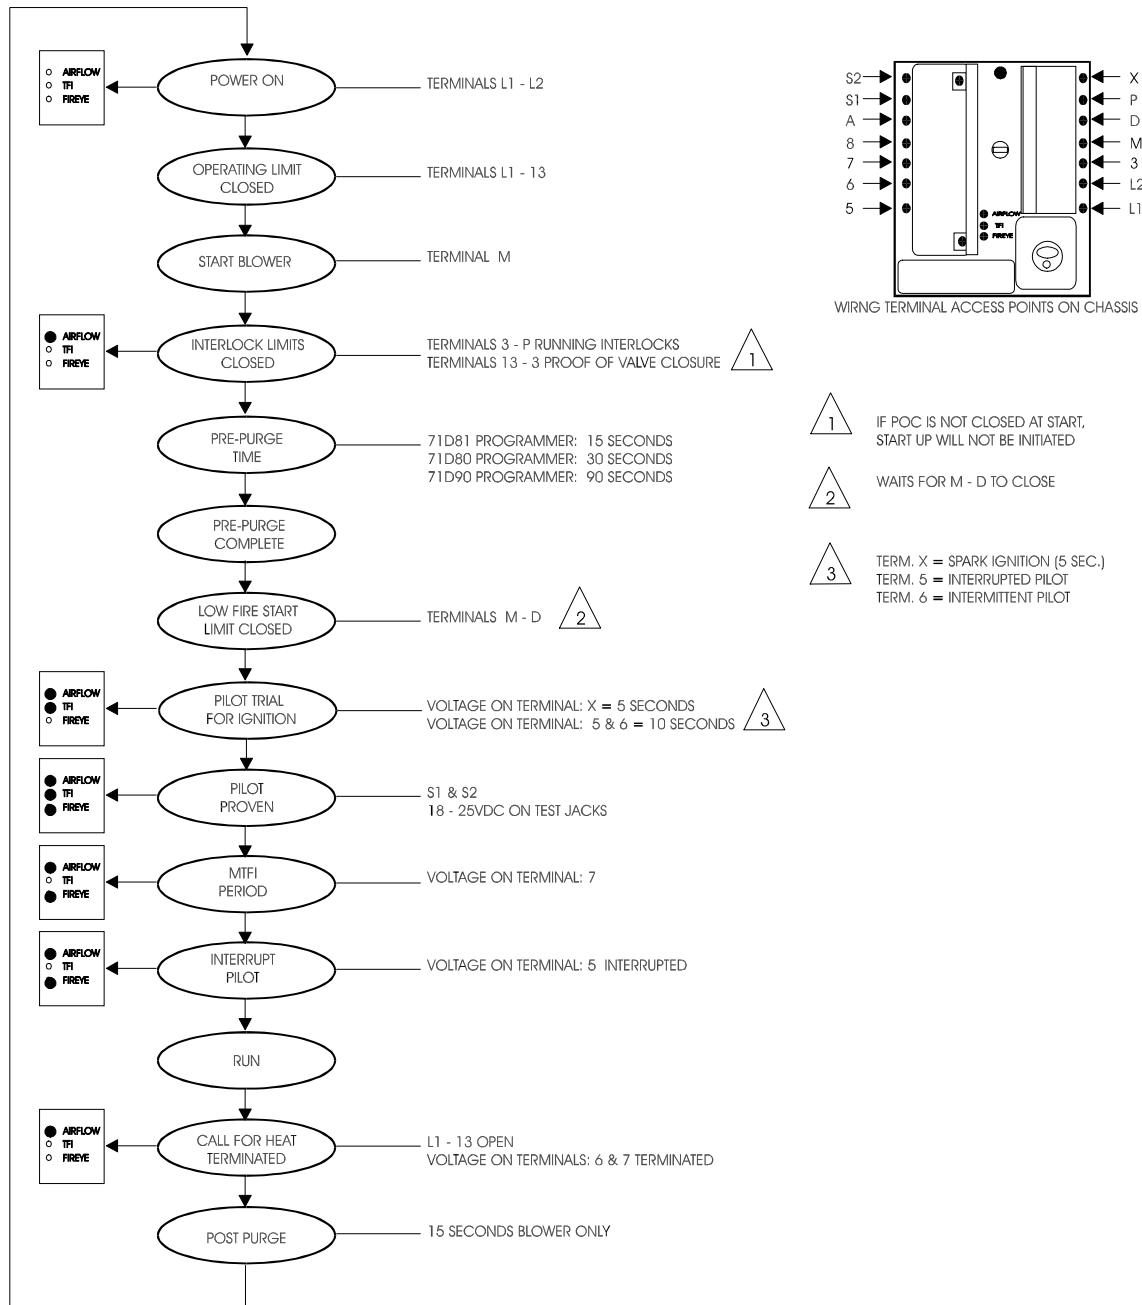 AIRFLOW
TFI
FIREYE
POWER ON
TERMINALS L1 - L2
OPERATING LIMIT
CLOSED
TERMINALS L1 - 13
START BLOWER
TERMINAL M
AIRFLOW
TFI
FIREYE
INTERLOCK LIMITS
CLOSED
TERMINALS 3 - P RUNNING INTERLOCKS
TERMINALS 13 - 3 PROOF OF VALVE CLOSURE
1
PRE-PURGE
TIME
71D81 PROGRAMMER: 15 SECONDS
71D80 PROGRAMMER: 30 SECONDS
71D90 PROGRAMMER: 90 SECONDS
PRE-PURGE
COMPLETE
LOW FIRE START
LIMIT CLOSED
TERMINALS M - D
2
AIRFLOW
TFI
FIREYE
PILOT TRIAL
FOR IGNITION
VOLTAGE ON TERMINAL: X = 5 SECONDS
VOLTAGE ON TERMINAL: 5 & 6 = 10 SECONDS
3
AIRFLOW
TFI
FIREYE
PILOT
PROVEN
S1 & S2
18 - 25VDC ON TEST JACKS
AIRFLOW
TFI
FIREYE
MTFI
PERIOD
VOLTAGE ON TERMINAL: 7
AIRFLOW
TFI
FIREYE
INTERRUPT
PILOT
VOLTAGE ON TERMINAL: 5 INTERRUPTED
RUN
AIRFLOW
TFI
FIREYE
CALL FOR HEAT
TERMINATED
L1 - 13 OPEN
VOLTAGE ON TERMINALS: 6 & 7 TERMINATED
POST PURGE
15 SECONDS BLOWER ONLY
S2
S1
A
8
7
6
5
X
P
D
M
3
L2
L1
AIRFLOW
TFI
FIREYE
WIRNG TERMINAL ACCESS POINTS ON CHASSIS
1
IF POC IS NOT CLOSED AT START,
START UP WILL NOT BE INITIATED
2
WAITS FOR M - D TO CLOSE
3
TERM. X = SPARK IGNITION (5 SEC.)
TERM. 5 = INTERRUPTED PILOT
TERM. 6 = INTERMITTENT PILOT